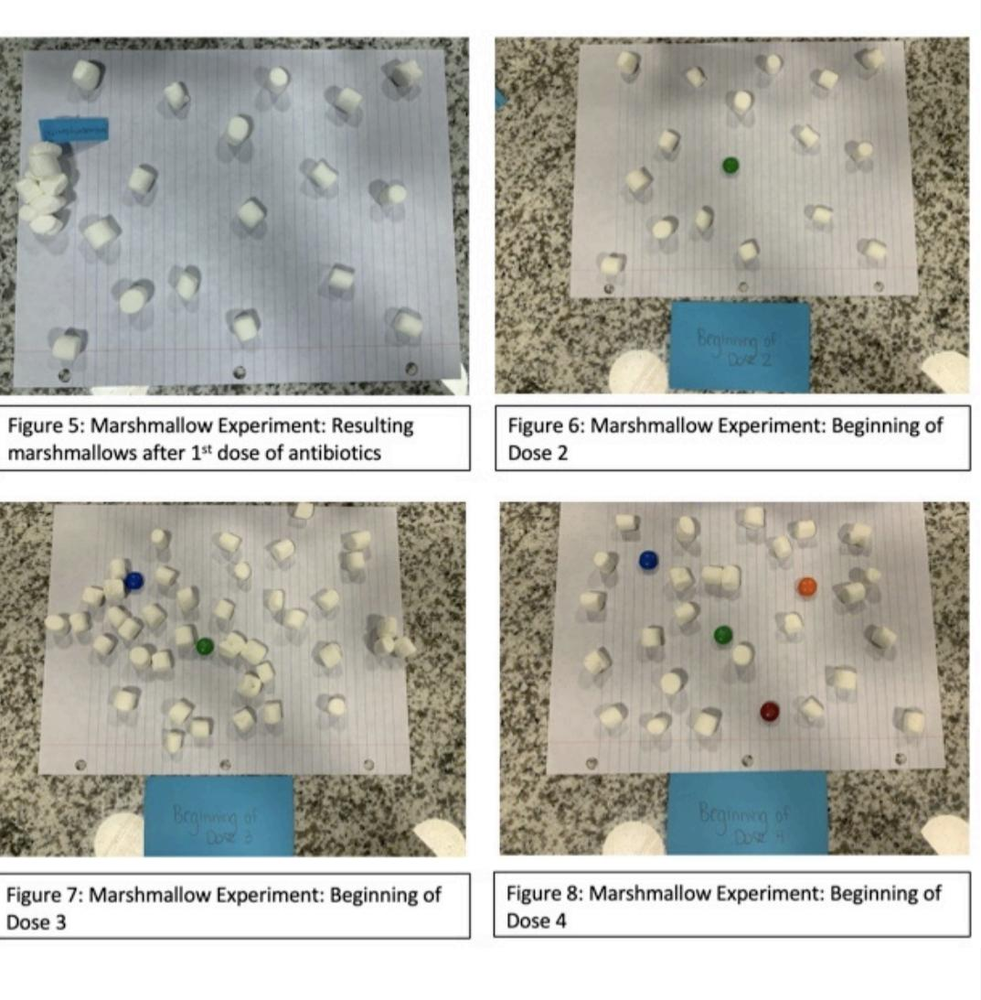 Figure 5: Marshmallow Experiment: Resulting
marshmallows after 1st dose of antibiotics
Beginning of
Dose 2
Figure 6: Marshmallow Experiment: Beginning of
Dose 2
Beginning of
Dose 3
Figure 7: Marshmallow Experiment: Beginning of
Dose 3
Beginning of
Dose 4
Figure 8: Marshmallow Experiment: Beginning of
Dose 4